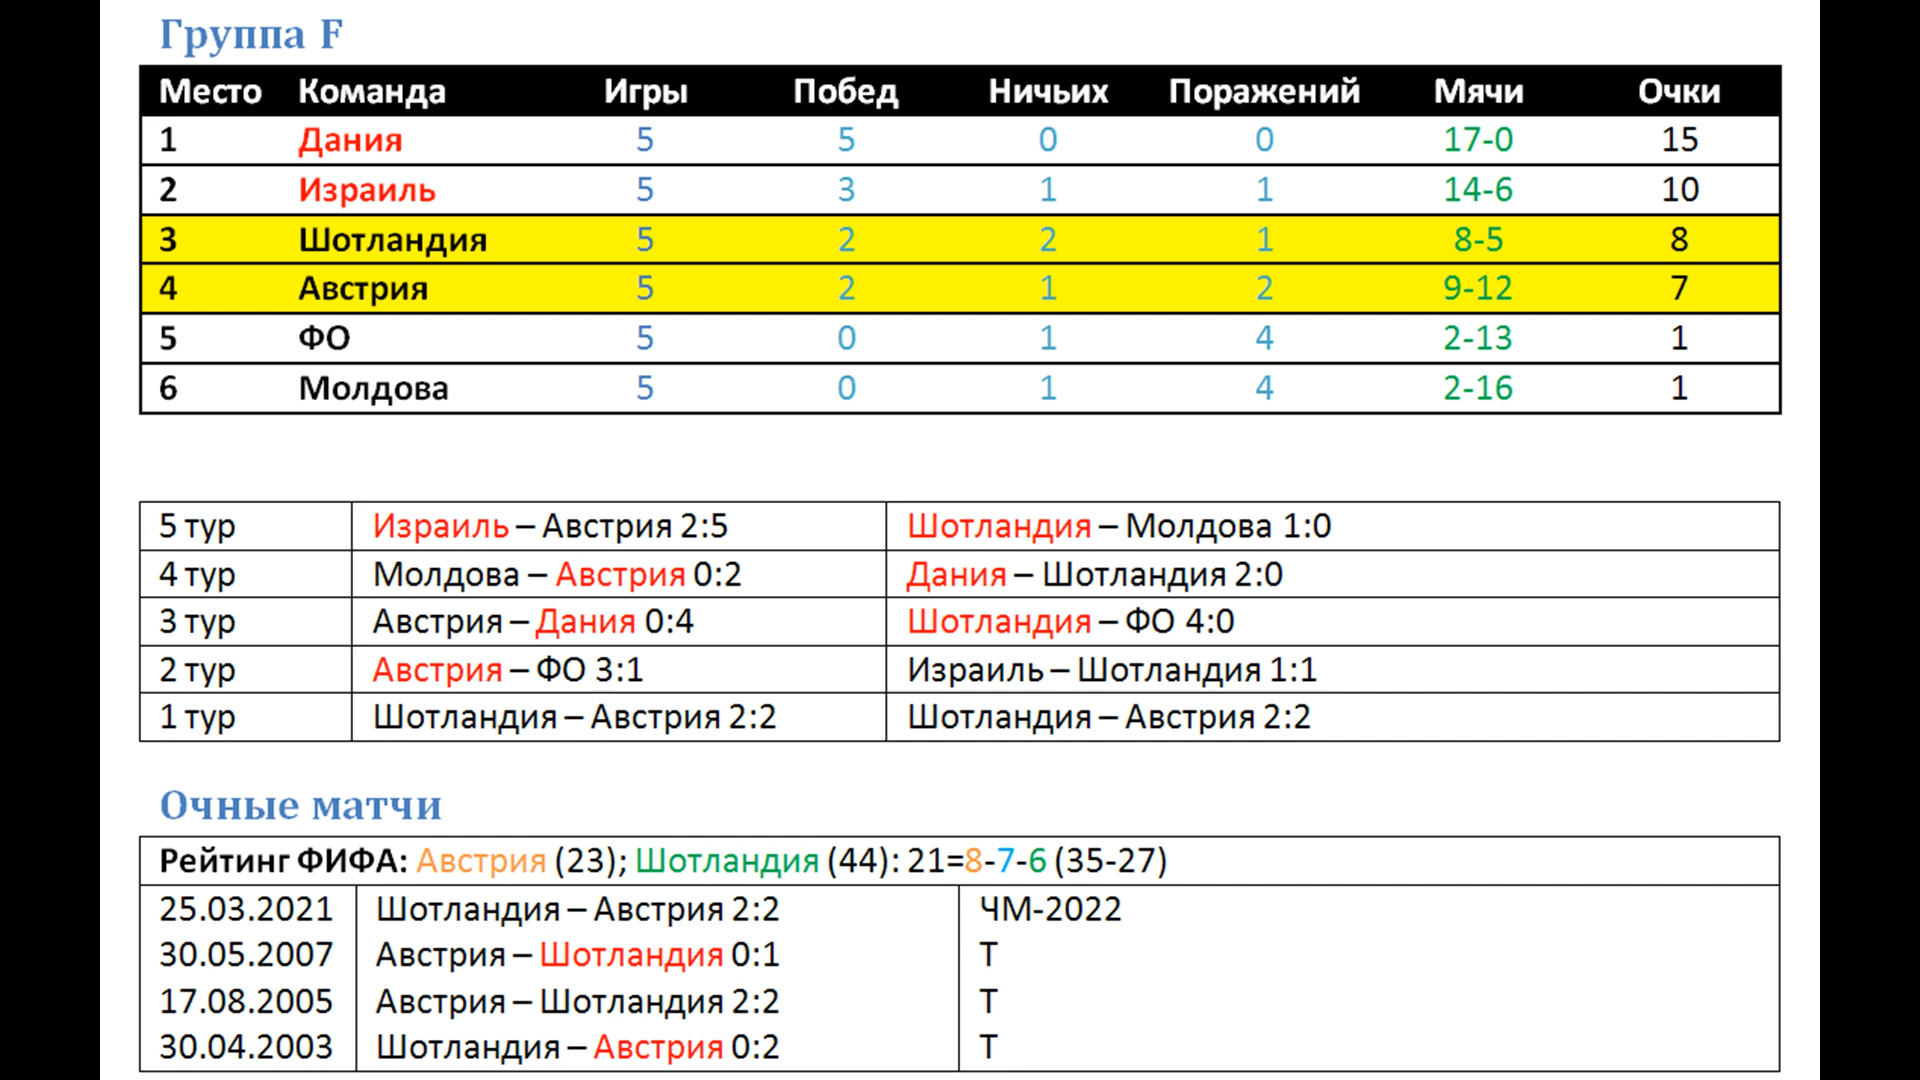 Группа F
Место Команда Игры Побед Ничьих Поражений Мячи Очки
1 Дания 5 5 0 0 17-0 15
2 Израиль 5 3 1 1 14-6 10
3 Шотландия 5 2 2 1 8-5 8
4 Австрия 5 2 1 2 9-12 7
5 ФО 5 0 1 4 2-13 1
6 Молдова 5 0 1 4 2-16 1
5 тур Израиль – Австрия 2:5 Шотландия – Молдова 1:0
4 тур Молдова – Австрия 0:2 Дания – Шотландия 2:0
3 тур Австрия – Дания 0:4 Шотландия – ФО 4:0
2 тур Австрия – ФО 3:1 Израиль – Шотландия 1:1
1 тур Шотландия – Австрия 2:2 Шотландия – Австрия 2:2
Очные матчи
Рейтинг ФИФА: Австрия (23); Шотландия (44): 21=8-7-6 (35-27)
25.03.2021 Шотландия – Австрия 2:2 ЧМ-2022
30.05.2007 Австрия – Шотландия 0:1 Т
17.08.2005 Австрия – Шотландия 2:2 Т
30.04.2003 Шотландия – Австрия 0:2 Т